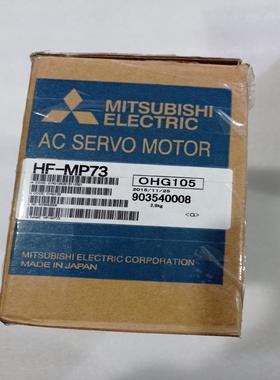 MITSUBISHI
ELECTRIC
AC SERVO MOTOR
HF-MP73
OHG105
2015/11/25
903540008
2.9kg
<G>
MITSUBISHI ELECTRIC CORPORATION
MADE IN JAPAN